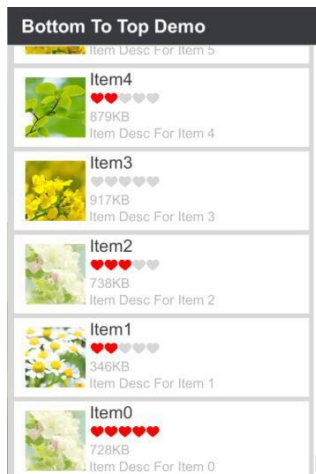 Bottom To Top Demo
Item Desc For Item 5
Item4
879KB
Item Desc For Item 4
Item3
917KB
Item Desc For Item 3
Item2
738KB
Item Desc For Item 2
Item1
346KB
Item Desc For Item 1
Item0
728KB
Item Desc For Item 0